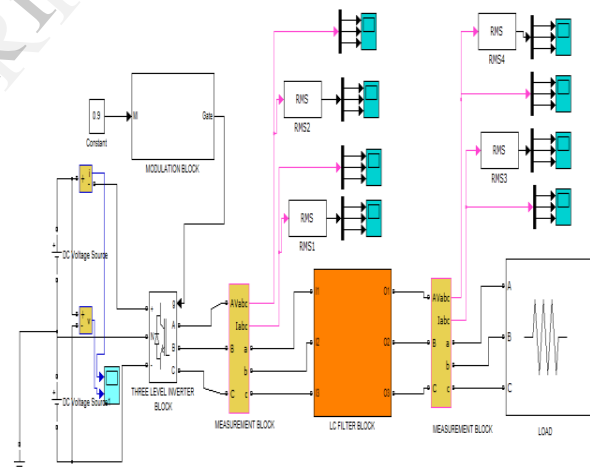 RMS
RMS4
RMS
RMS2
0.9
Constant
M
Gate
MODULATION BLOCK
RMS
RMS3
RMS
RMS1
i
+
-
DC Voltage Source
+
v
-
+
N
-
g
A
B
C
THREE LEVEL INVERTER
BLOCK
DC Voltage Source1
A Vabc
Iabc
B a
b
C c
MEASUREMENT BLOCK
I1
I2
I3
O1
O2
O3
LC FILTER BLOCK
A Vabc
Iabc
B a
b
C c
MEASUREMENT BLOCK
A
B
C
LOAD